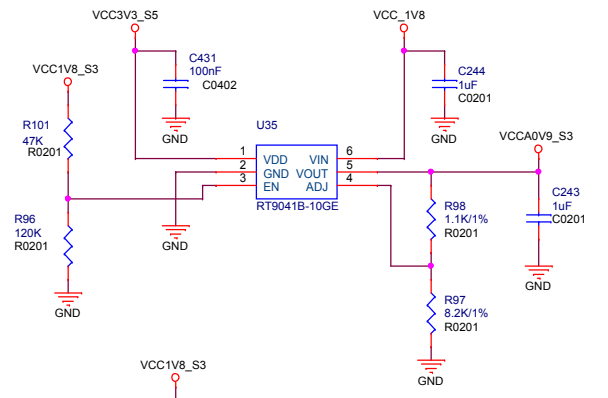 VCC3V3_S5
VCC_1V8
VCC1V8_S3
C431
100nF
C0402
C244
1uF
C0201
GND
GND
R101
47K
R0201
U35
VCCA0V9_S3
1 VDD VIN 6
2 GND VOUT 5
3 EN ADJ 4
RT9041B-10GE
R98
1.1K/1%
R0201
C243
1uF
C0201
R96
120K
R0201
GND
GND
GND
R97
8.2K/1%
R0201
GND
VCC1V8_S3